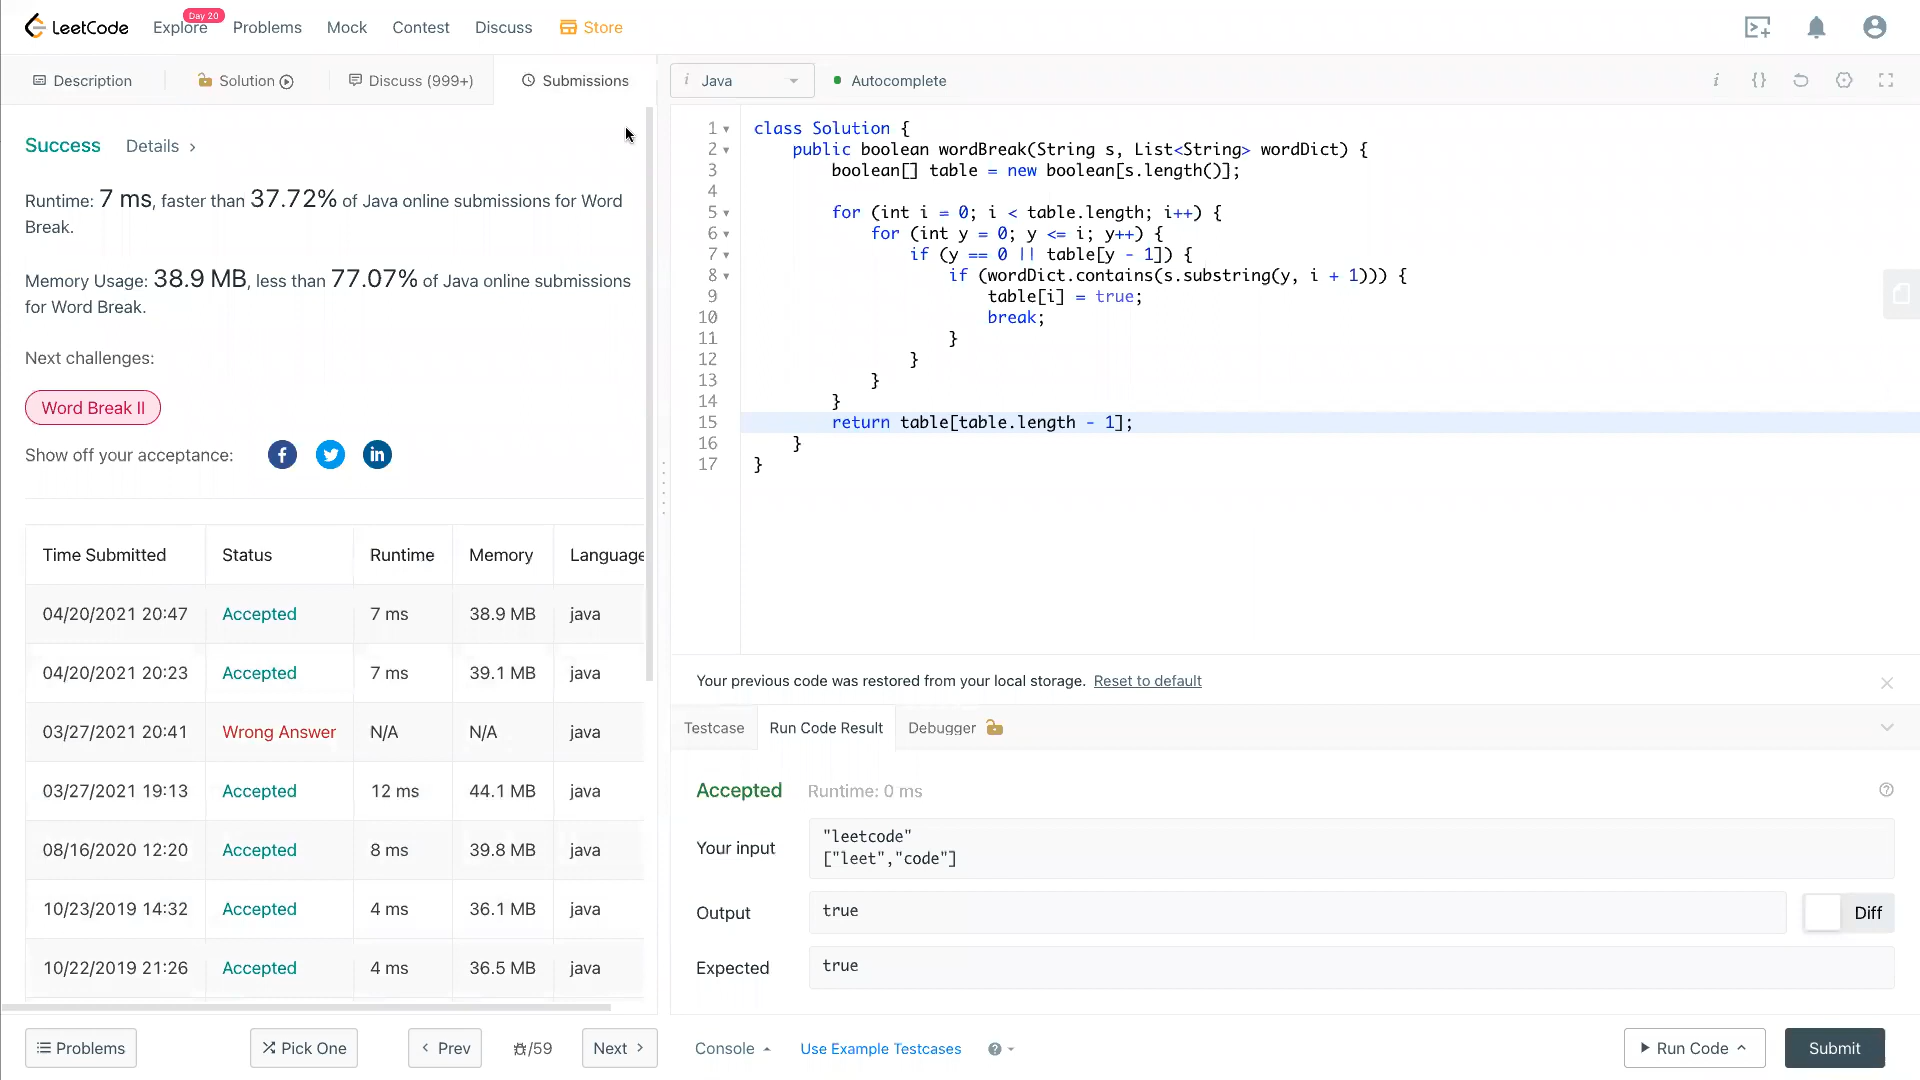 LeetCode
Explore
Day 20
Problems
Mock
Contest
Discuss
Store
Description
Solution
Discuss (999+)
Submissions
Java
Autocomplete
Success
Details
Runtime: 7 ms, faster than 37.72% of Java online submissions for Word
Break.
Memory Usage: 38.9 MB, less than 77.07% of Java online submissions
for Word Break.
Next challenges:
Word Break II
Show off your acceptance:
Time Submitted Status Runtime Memory Language
04/20/2021 20:47 Accepted 7 ms 38.9 MB java
04/20/2021 20:23 Accepted 7 ms 39.1 MB java
03/27/2021 20:41 Wrong Answer N/A N/A java
03/27/2021 19:13 Accepted 12 ms 44.1 MB java
08/16/2020 12:20 Accepted 8 ms 39.8 MB java
10/23/2019 14:32 Accepted 4 ms 36.1 MB java
10/22/2019 21:26 Accepted 4 ms 36.5 MB java
1 class Solution {
2 public boolean wordBreak(String s, List<String> wordDict) {
3 boolean[] table = new boolean[s.length()];
4
5 for (int i = 0; i < table.length; i++) {
6 for (int y = 0; y <= i; y++) {
7 if (y == 0 || table[y - 1]) {
8 if (wordDict.contains(s.substring(y, i + 1))) {
9 table[i] = true;
10 break;
11 }
12 }
13 }
14 }
15 return table[table.length - 1];
16 }
17 }
Your previous code was restored from your local storage. Reset to default
Testcase
Run Code Result
Debugger
Accepted Runtime: 0 ms
Your input
"leetcode"
["leet","code"]
Output
true
Diff
Expected
true
Problems
Pick One
Prev
/59
Next
Console
Use Example Testcases
Run Code
Submit